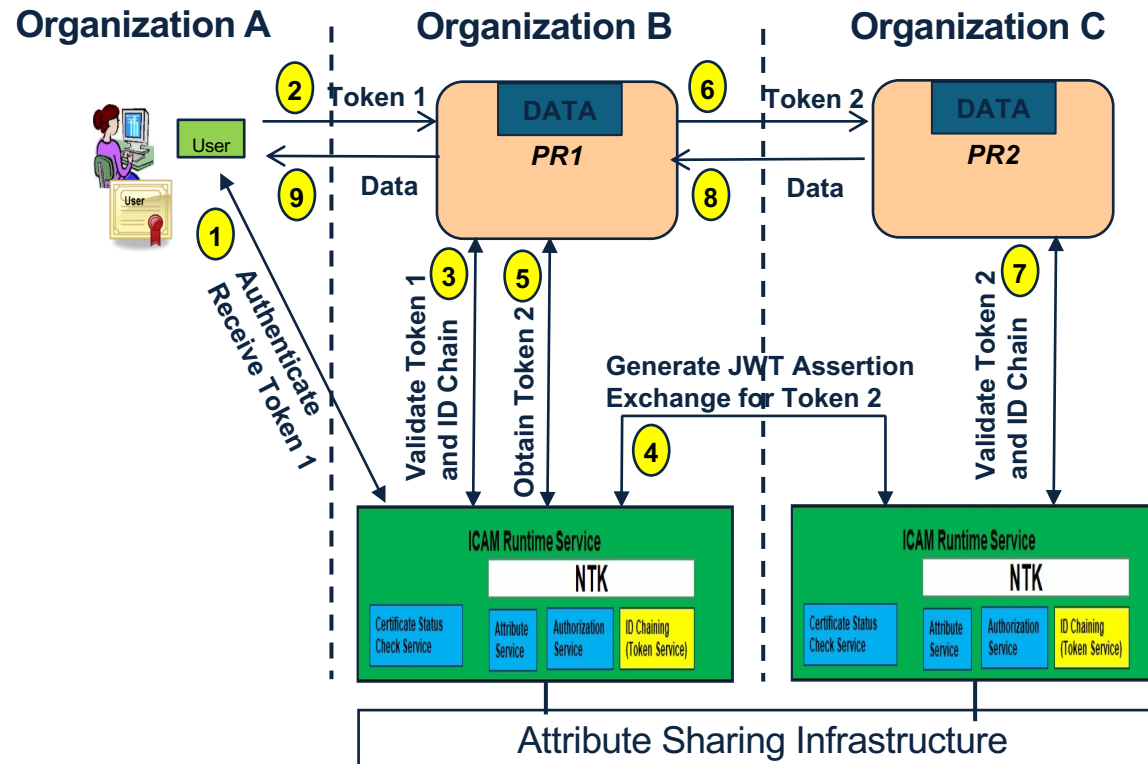 Organization A
Organization B
Organization C
2
Token 1
DATA
PR1
6
Token 2
DATA
PR2
User
User
9
Data
8
Data
1
Authenticate
Receive Token 1
3
Validate Token 1
and ID Chain
5
Obtain Token 2
7
Validate Token 2
and ID Chain
Generate JWT Assertion
Exchange for Token 2
4
ICAM Runtime Service
NTK
Certificate Status
Check Service
Attribute
Service
Authorization
Service
ID Chaining
(Token Service)
ICAM Runtime Service
NTK
Certificate Status
Check Service
Attribute
Service
Authorization
Service
ID Chaining
(Token Service)
Attribute Sharing Infrastructure